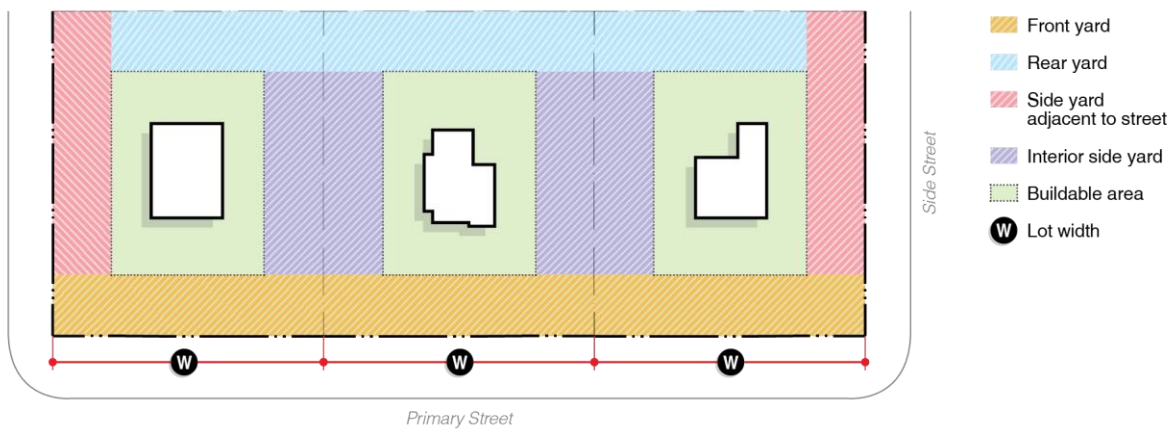 Front yard
Rear yard
Side yard
adjacent to street
Interior side yard
Buildable area
W Lot width
Side Street
W W W
Primary Street